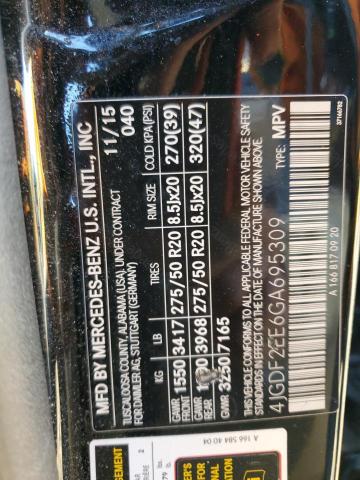 MFD BY MERCEDES-BENZ U.S. INTL., INC.
TUSCALOOSA COUNTY, ALABAMA (USA). UNDER CONTRACT
FOR DAIMLER AG, STUTTGART (GERMANY)
11/15
040
KG LB TIRES RIM SIZE COLD KPA (PSI)
GAWR FRONT 1550 3417 275/50 R20 8.5Jx20 270(39)
GAWR REAR 3968 275/50 R20 8.5Jx20 320(47)
GVWR 3250 7165
THIS VEHICLE CONFORMS TO ALL APPLICABLE FEDERAL MOTOR VEHICLE SAFETY
STANDARDS IN EFFECT ON THE DATE OF MANUFACTURE SHOWN ABOVE.
4JGDF2EE6GA695309 TYPE: MPV
A 166 817 09 20
37166782
A 166 584 40 04
2